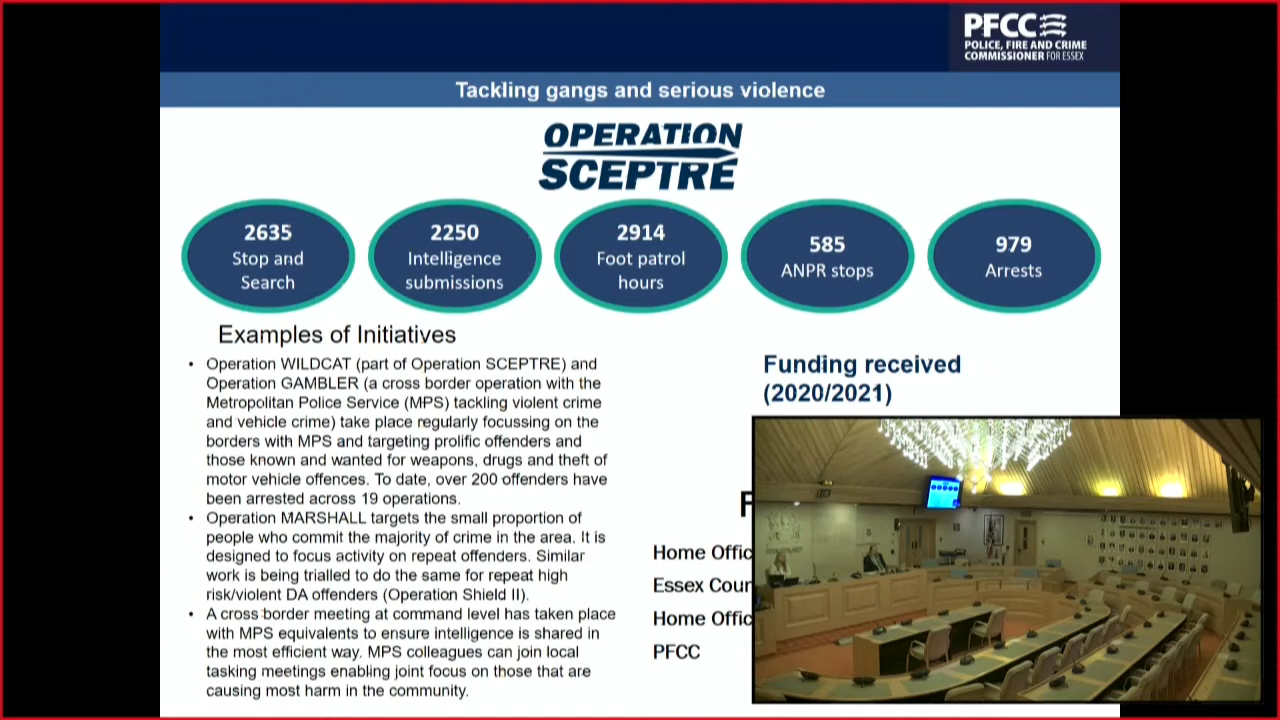 PFCC
POLICE, FIRE AND CRIME
COMMISSIONER FOR ESSEX
Tackling gangs and serious violence
OPERATION
SCEPTRE
2635
Stop and
Search
2250
Intelligence
submissions
2914
Foot patrol
hours
585
ANPR stops
979
Arrests
Examples of Initiatives
• Operation WILDCAT (part of Operation SCEPTRE) and
Operation GAMBLER (a cross border operation with the
Metropolitan Police Service (MPS) tackling violent crime
and vehicle crime) take place regularly focussing on the
borders with MPS and targeting prolific offenders and
those known and wanted for weapons, drugs and theft of
motor vehicle offences. To date, over 200 offenders have
been arrested across 19 operations.
• Operation MARSHALL targets the small proportion of
people who commit the majority of crime in the area. It is
designed to focus activity on repeat offenders. Similar
work is being trialled to do the same for repeat high
risk/violent DA offenders (Operation Shield II).
• A cross border meeting at command level has taken place
with MPS equivalents to ensure intelligence is shared in
the most efficient way. MPS colleagues can join local
tasking meetings enabling joint focus on those that are
causing most harm in the community.
Funding received
(2020/2021)
F
Home Offic
Essex Coun
Home Offic
PFCC